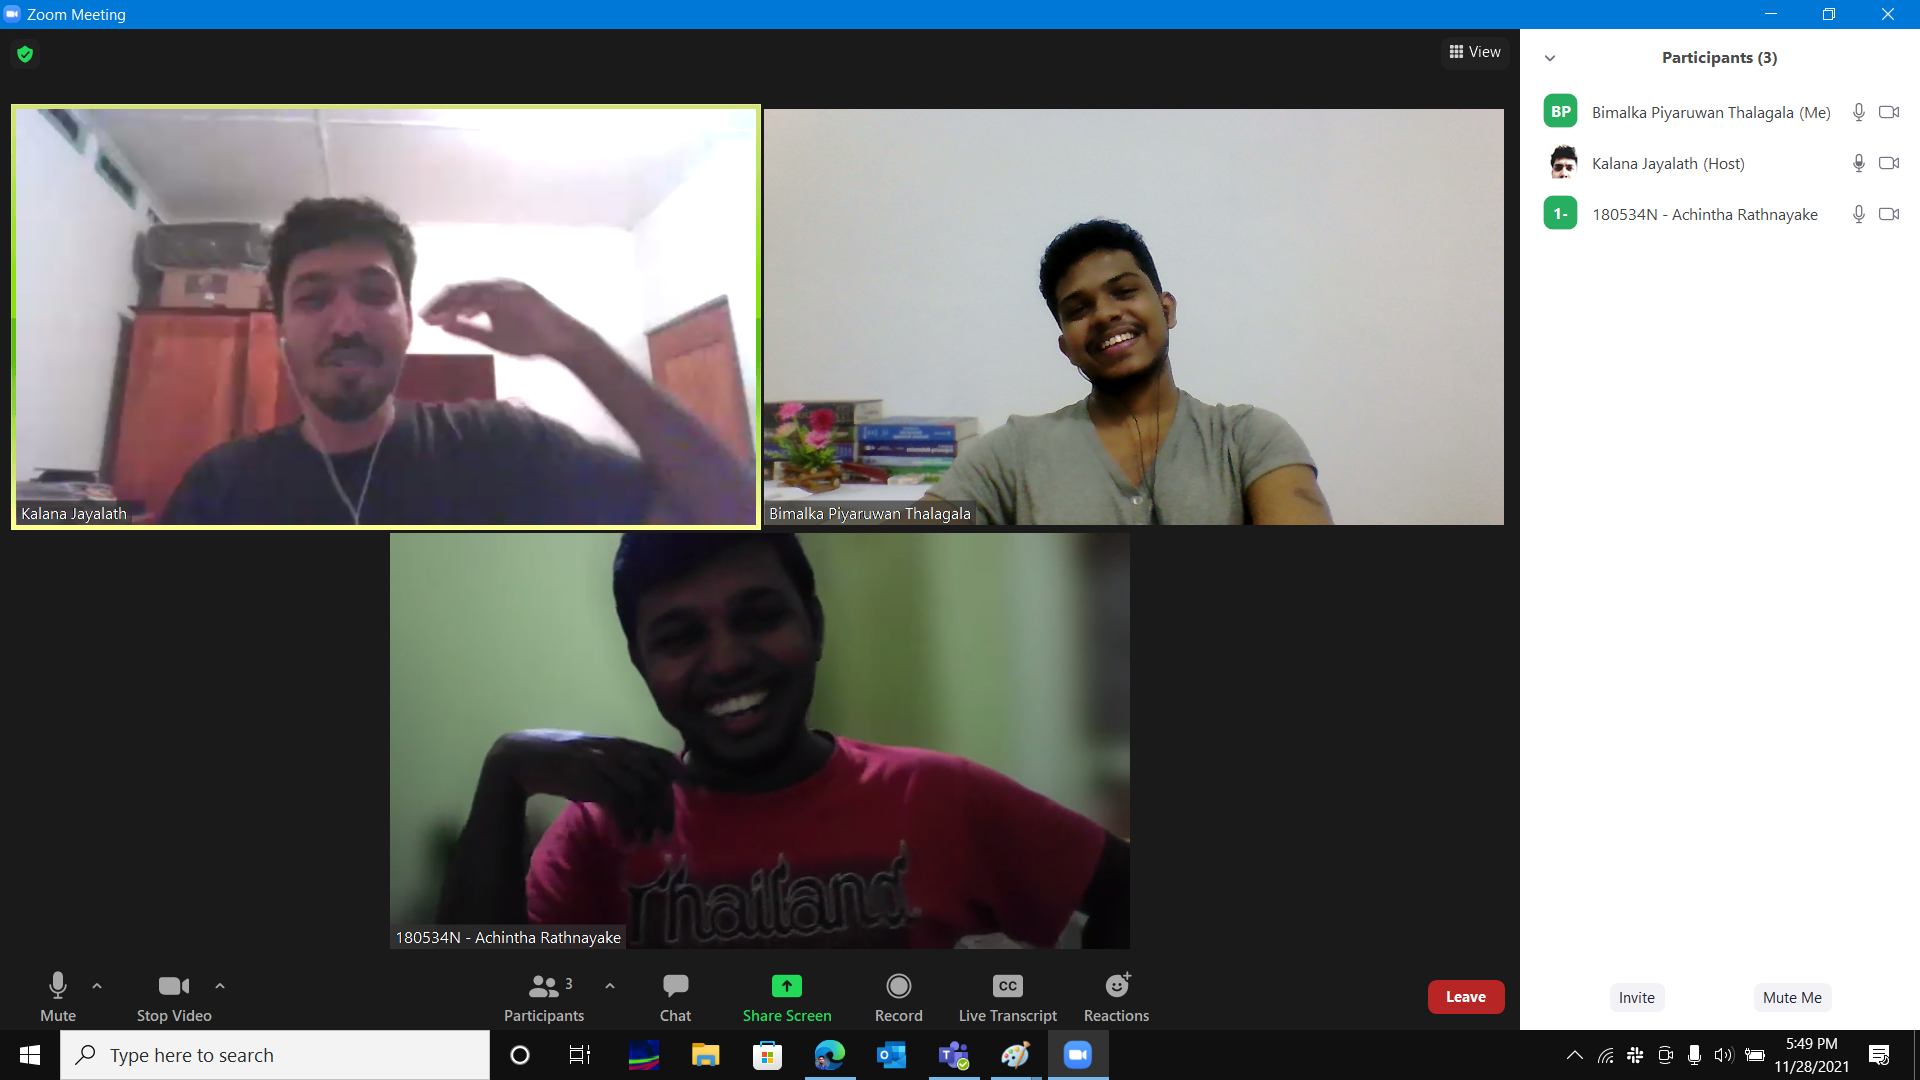 Zoom Meeting
View
Participants (3)
BP
Bimalka Piyaruwan Thalagala (Me)
Kalana Jayalath (Host)
1-
180534N - Achintha Rathnayake
Kalana Jayalath
Bimalka Piyaruwan Thalagala
Thailand
180534N - Achintha Rathnayake
Mute
Stop Video
3
Participants
Chat
Share Screen
Record
CC
Live Transcript
Reactions
Leave
Invite
Mute Me
Type here to search
5:49 PM
11/28/2021